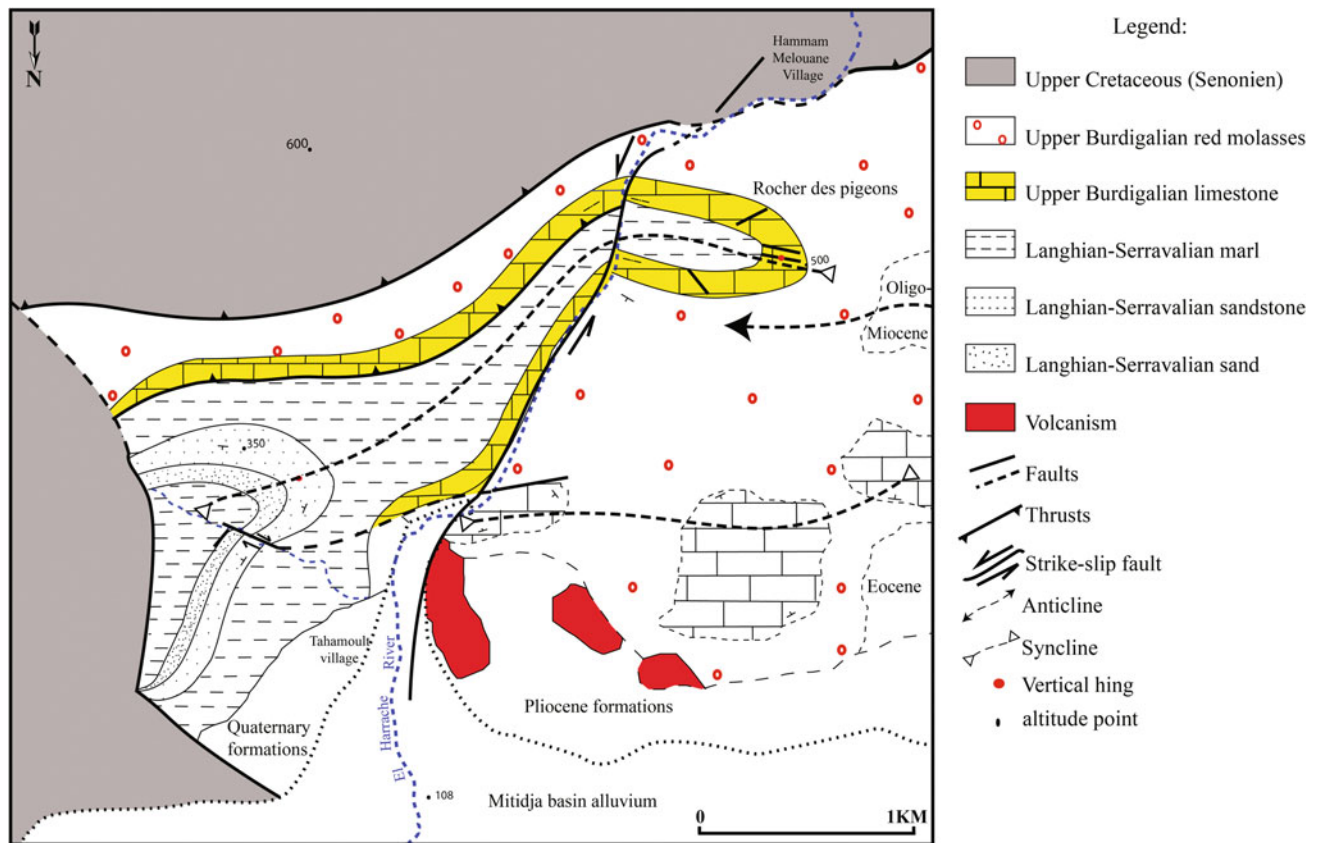 N
Hammam
Melouane
Village
600
Rocher des pigeons
500
Oligo-
Miocene
350
Eocene
Tahamoult
village
El Harrache River
Pliocene formations
Quaternary
formations
108
Mitidja basin alluvium
0
1KM
Legend:
Upper Cretaceous (Senonien)
Upper Burdigalian red molasses
Upper Burdigalian limestone
Langhian-Serravalian marl
Langhian-Serravalian sandstone
Langhian-Serravalian sand
Volcanism
Faults
Thrusts
Strike-slip fault
Anticline
Syncline
Vertical hing
altitude point